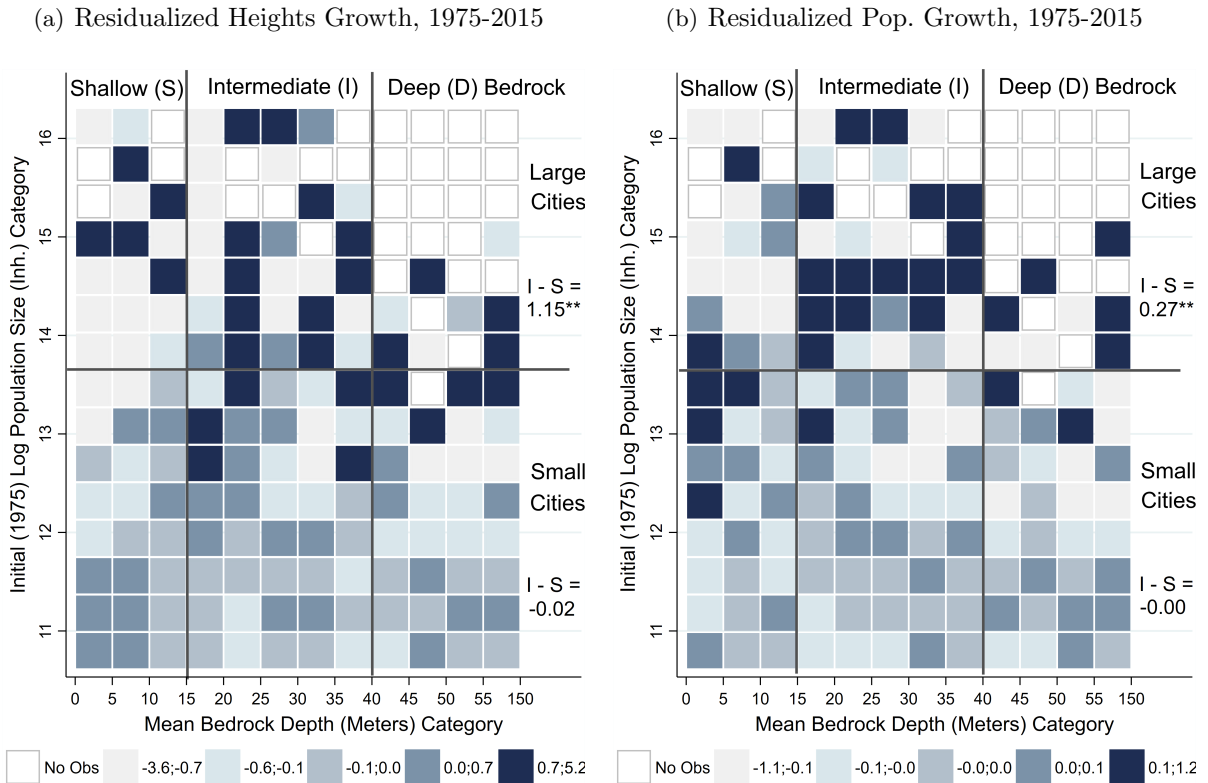 (a) Residualized Heights Growth, 1975-2015
Shallow (S) Intermediate (I) Deep (D) Bedrock
Initial (1975) Log Population Size (Inh.) Category
16
15
14
13
12
11
Large
Cities
I - S =
1.15**
Small
Cities
I - S =
-0.02
0 5 10 15 20 25 30 35 40 45 50 55 150
Mean Bedrock Depth (Meters) Category
No Obs -3.6;-0.7 -0.6;-0.1 -0.1;0.0 0.0;0.7 0.7;5.2
(b) Residualized Pop. Growth, 1975-2015
Shallow (S) Intermediate (I) Deep (D) Bedrock
Initial (1975) Log Population Size (Inh.) Category
16
15
14
13
12
11
Large
Cities
I - S =
0.27**
Small
Cities
I - S =
-0.00
0 5 10 15 20 25 30 35 40 45 50 55 150
Mean Bedrock Depth (Meters) Category
No Obs -1.1;-0.1 -0.1;-0.0 -0.0;0.0 0.0;0.1 0.1;1.2